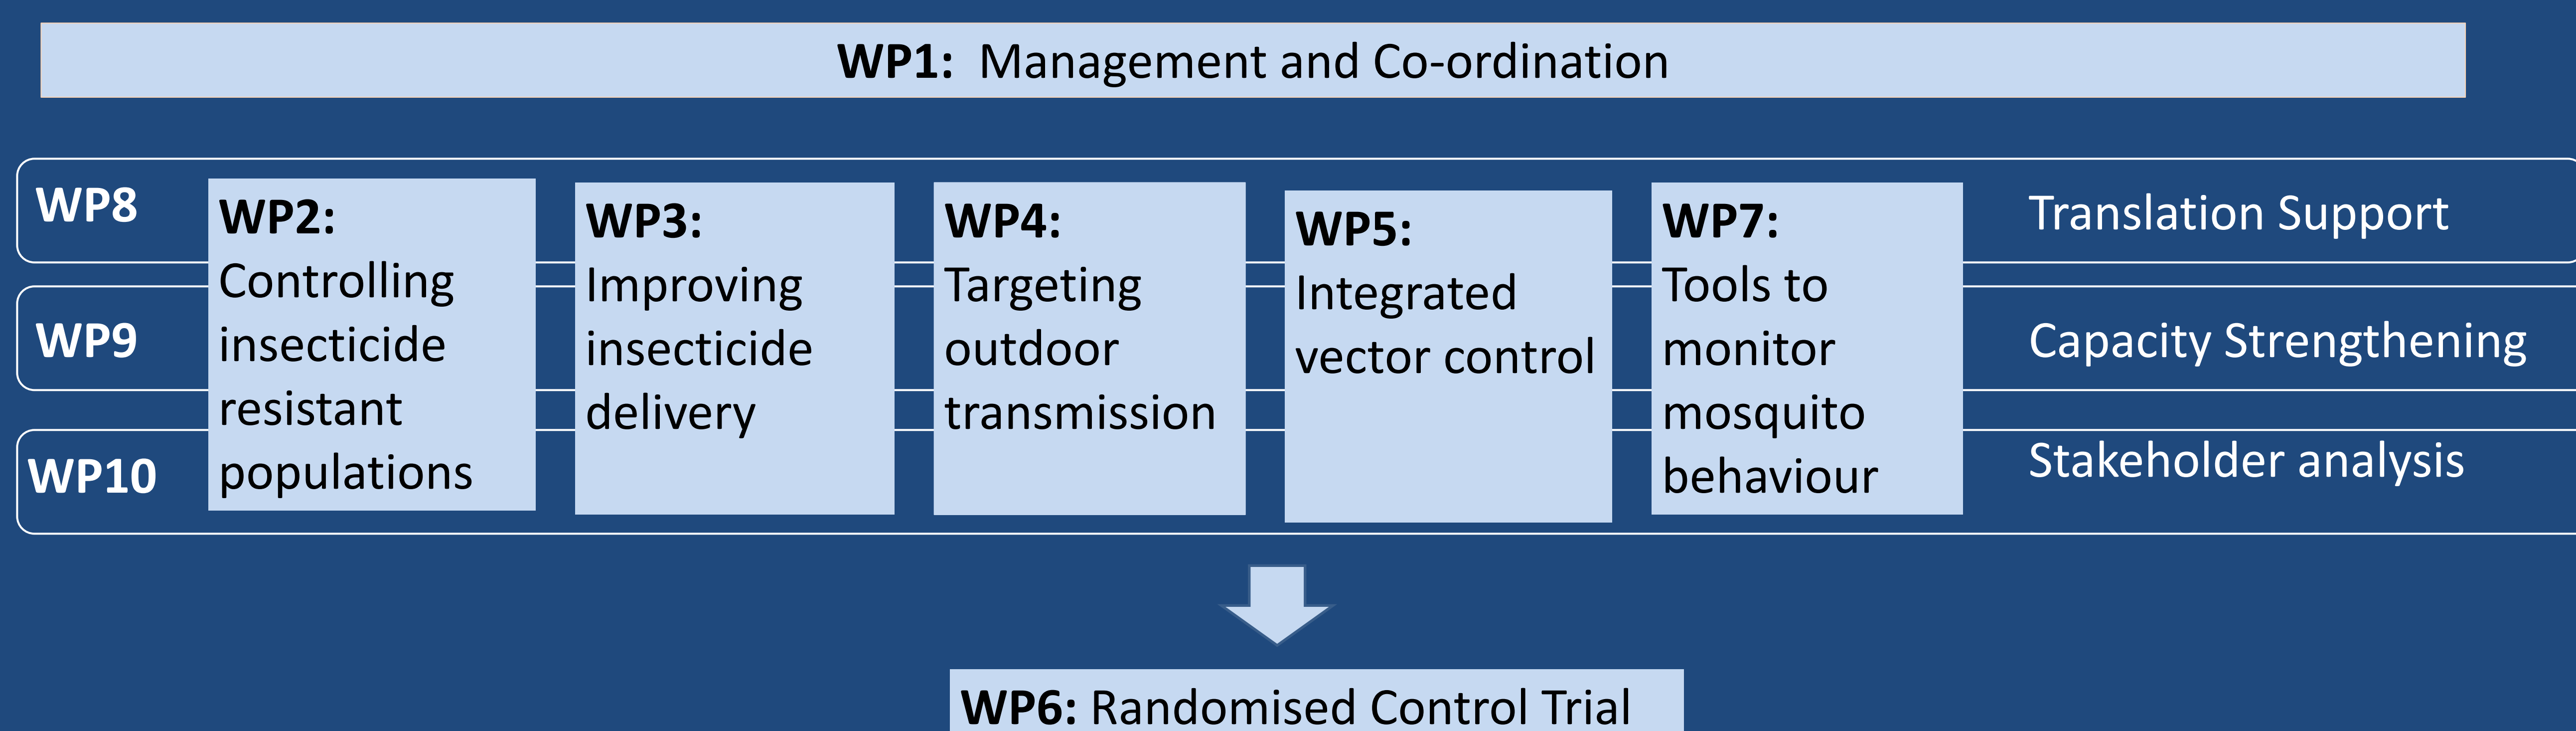 WP1: Management and Co-ordination
WP8
WP2:
Controlling
insecticide
resistant
populations
WP3:
Improving
insecticide
delivery
WP4:
Targeting
outdoor
transmission
WP5:
Integrated
vector control
WP7:
Tools to
monitor
mosquito
behaviour
Translation Support
WP9
Capacity Strengthening
WP10
Stakeholder analysis
WP6: Randomised Control Trial